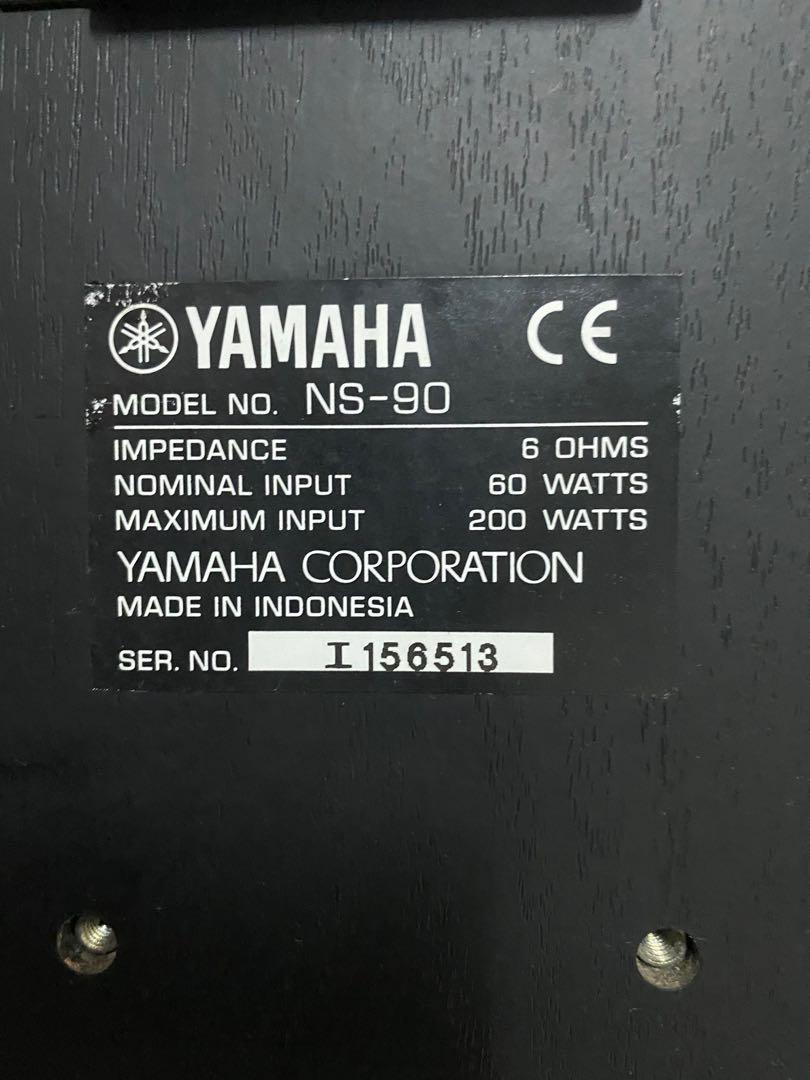 YAMAHA CE
MODEL NO. NS-90
IMPEDANCE 6 OHMS
NOMINAL INPUT 60 WATTS
MAXIMUM INPUT 200 WATTS
YAMAHA CORPORATION
MADE IN INDONESIA
SER. NO. I156513